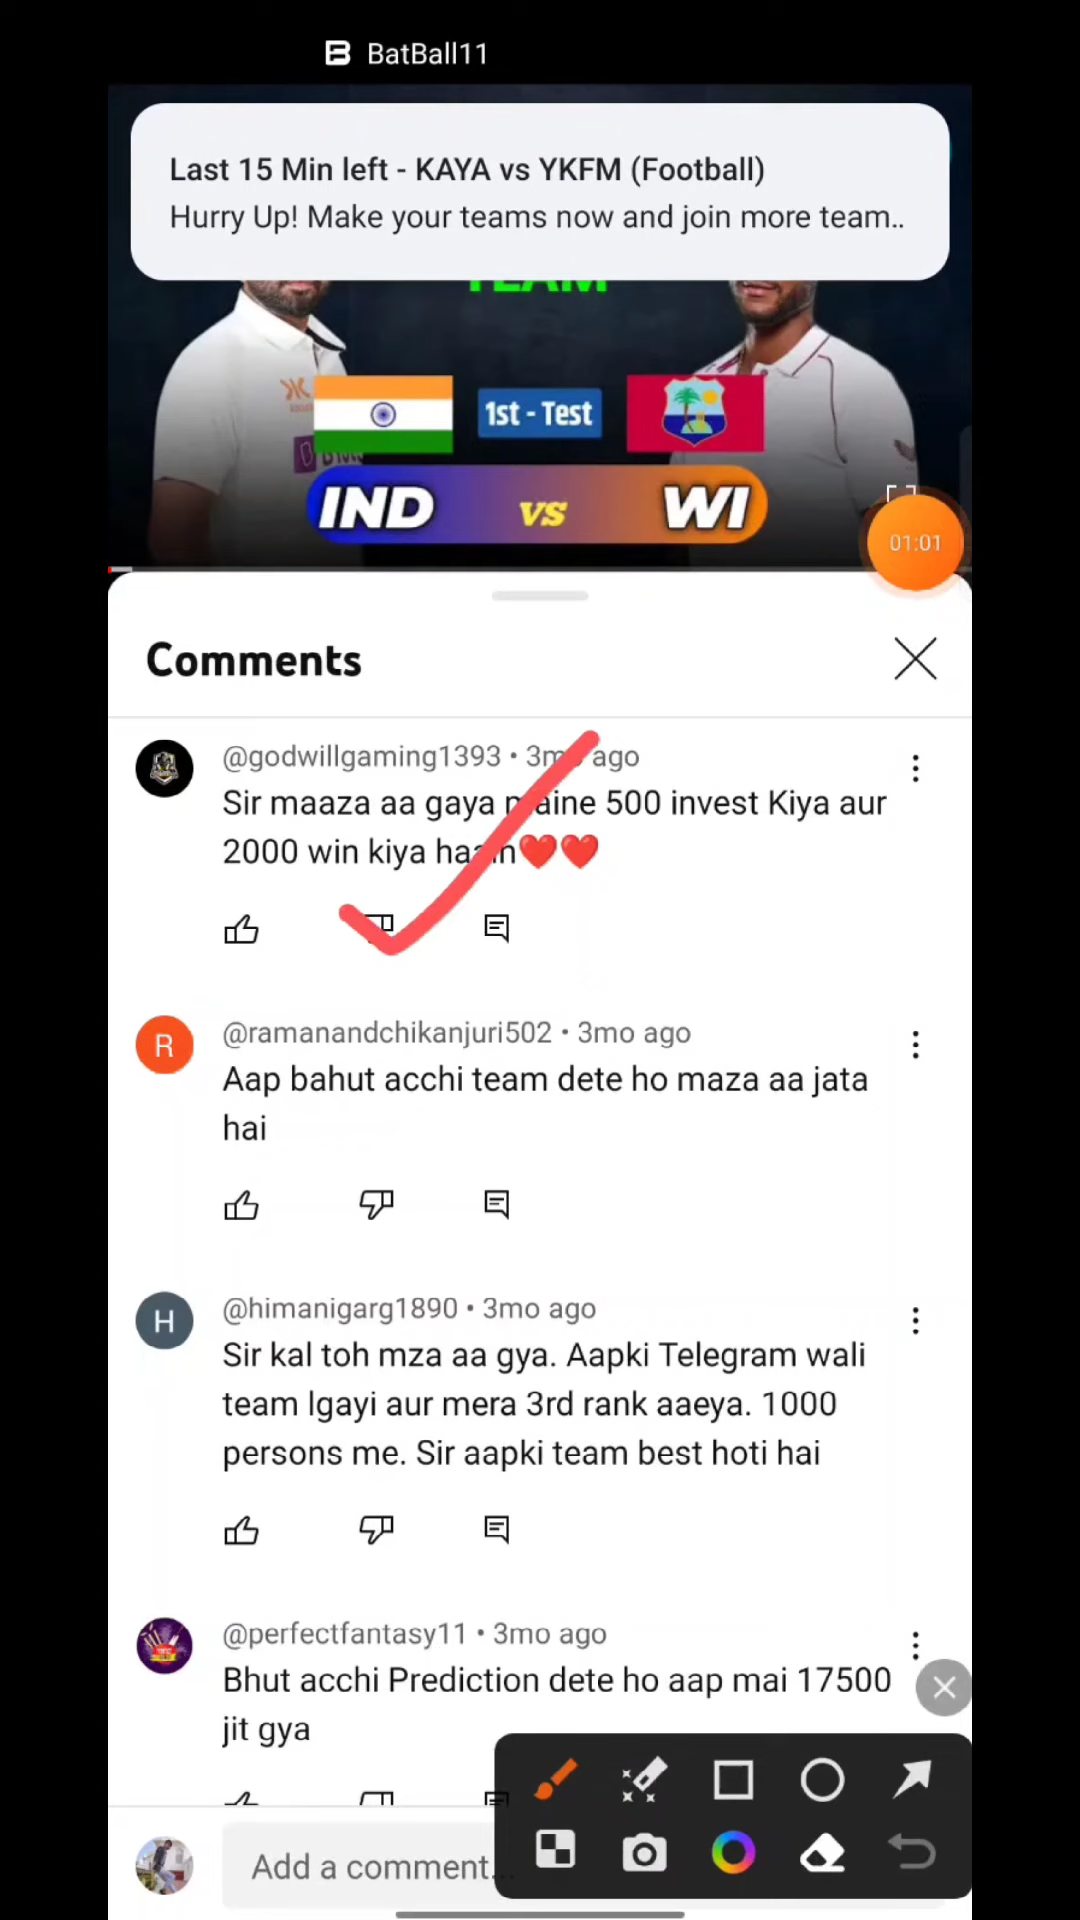 BatBall11
Last 15 Min left - KAYA vs YKFM (Football)
Hurry Up! Make your teams now and join more team..
TEAM
1st - Test
IND vs WI
01:01
Comments
@godwillgaming1393 • 3mo ago
Sir maaza aa gaya maine 500 invest Kiya aur
2000 win kiya haain❤️❤️
R
@ramanandchikanjuri502 • 3mo ago
Aap bahut acchi team dete ho maza aa jata
hai
H
@himanigarg1890 • 3mo ago
Sir kal toh mza aa gya. Aapki Telegram wali
team lgayi aur mera 3rd rank aaeya. 1000
persons me. Sir aapki team best hoti hai
@perfectfantasy11 • 3mo ago
Bhut acchi Prediction dete ho aap mai 17500
jit gya
Add a comment...